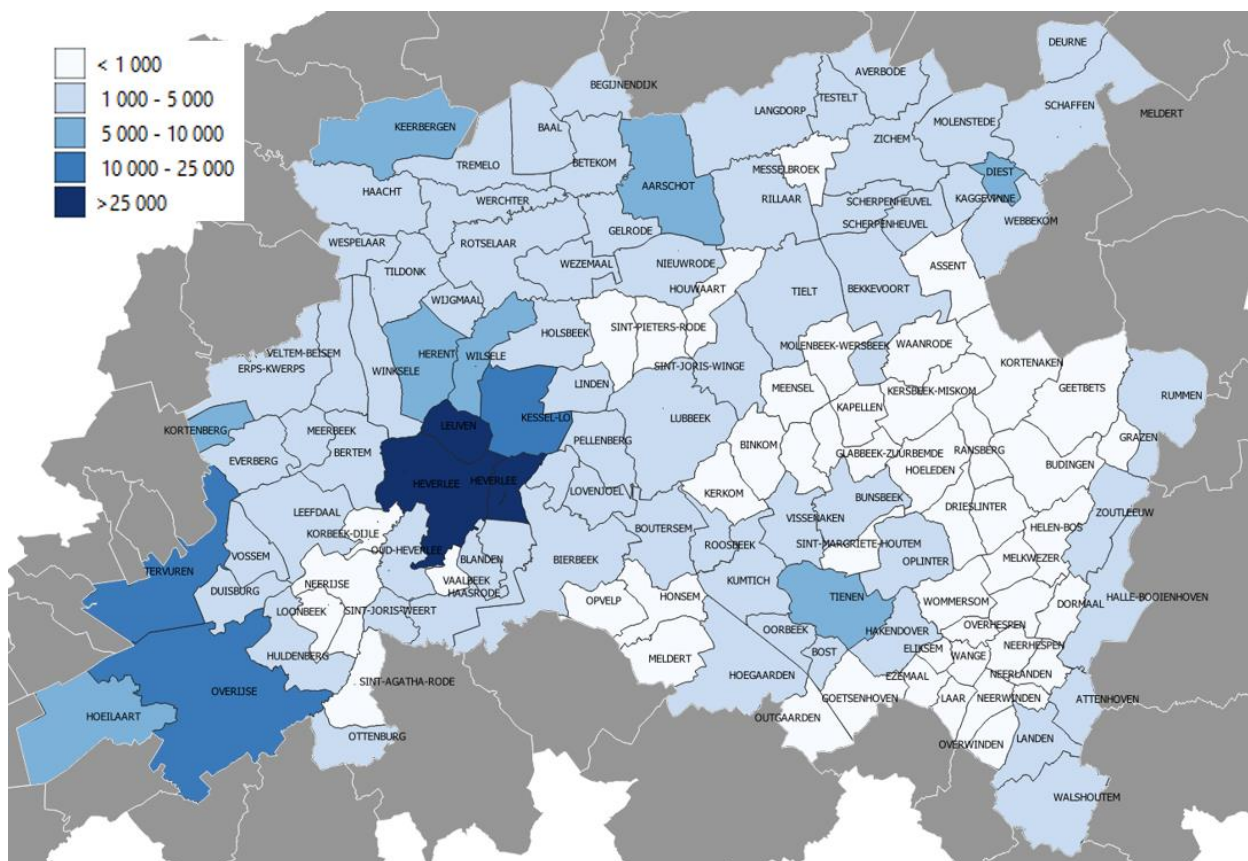 < 1 000
1 000 - 5 000
5 000 - 10 000
10 000 - 25 000
>25 000
DEURNE
AVERBODE
BEGIJNENDIJK
TESTELT
LANGDORP
SCHAFFEN
MELDERT
MOLENSTEDE
KEERBERGEN
BAAL
ZICHEM
TREMELO
BETEKOM
MESSELBROEK
DIEST
AARSCHOT
HAACHT
WERCHTER
RILLAAR
SCHERPENHEUVEL
KAGGEVINNE
SCHERPENHEUVEL
WEBBEKOM
GELRODE
WESPELAAR
ROTSELAAR
WEZEMAAL
NIEUWRODE
ASSENT
TILDONK
HOUWAART
TIELT
BEKKEVOORT
WIJGMAAL
SINT-PIETERS-RODE
HOLSBEEK
MOLENBEEK-WERSBEEK
WAANRODE
VELTEM-BEISEM
HERENT
WILSELE
KORTENAKEN
ERPS-KWERPS
WINKSELE
SINT-JORIS-WINGE
LINDEN
MEENSEL
KERSBEEK-MISKOM
GEETBETS
RUMMEN
KAPELLEN
KESSEL-LO
LUBBEEK
LEUVEN
KORTENBERG
MEERBEEK
PELLENBERG
BINKOM
GRAZEN
BERTEM
GLABBEEK-ZUURBEMDE
RANSBERG
EVERBERG
BUDINGEN
HOELEDEN
HEVERLEE
HEVERLEE
LOVENJOEL
KERKOM
BUNSBEEK
DRIESLINTER
ZOUTLEEUW
LEEFDAAL
VISSENAKEN
HELEN-BOS
KORBEEK-DIJLE
BOUTERSEM
SINT-MARGRIETE-HOUTEM
ROOSBEEK
OUD-HEVERLEE
VOSSEM
BLANDEN
BIERBEEK
MELKWEZER
OPLINTER
TERVUREN
NEERIJSE
VAALBEEK
KUMTICH
DUISBURG
HAASRODE
TIENEN
HALLE-BOOIENHOVEN
OPVELP
HONSEM
WOMMERSOM
DORMAAL
LOONBEEK
SINT-JORIS-WEERT
OVERHESPEN
OORBEEK
HAKENDOVER
NEERHESPEN
ELIKSEM
BOST
WANGE
HULDENBERG
MELDERT
HOEGAARDEN
EZEMAAL
NEERLANDEN
SINT-AGATHA-RODE
OVERIJSE
GOETSENHOVEN
LAAR
NEERWINDEN
ATTENHOVEN
HOEILAART
OUTGAARDEN
OTTENBURG
LANDEN
OVERWINDEN
WALSHOUTEM